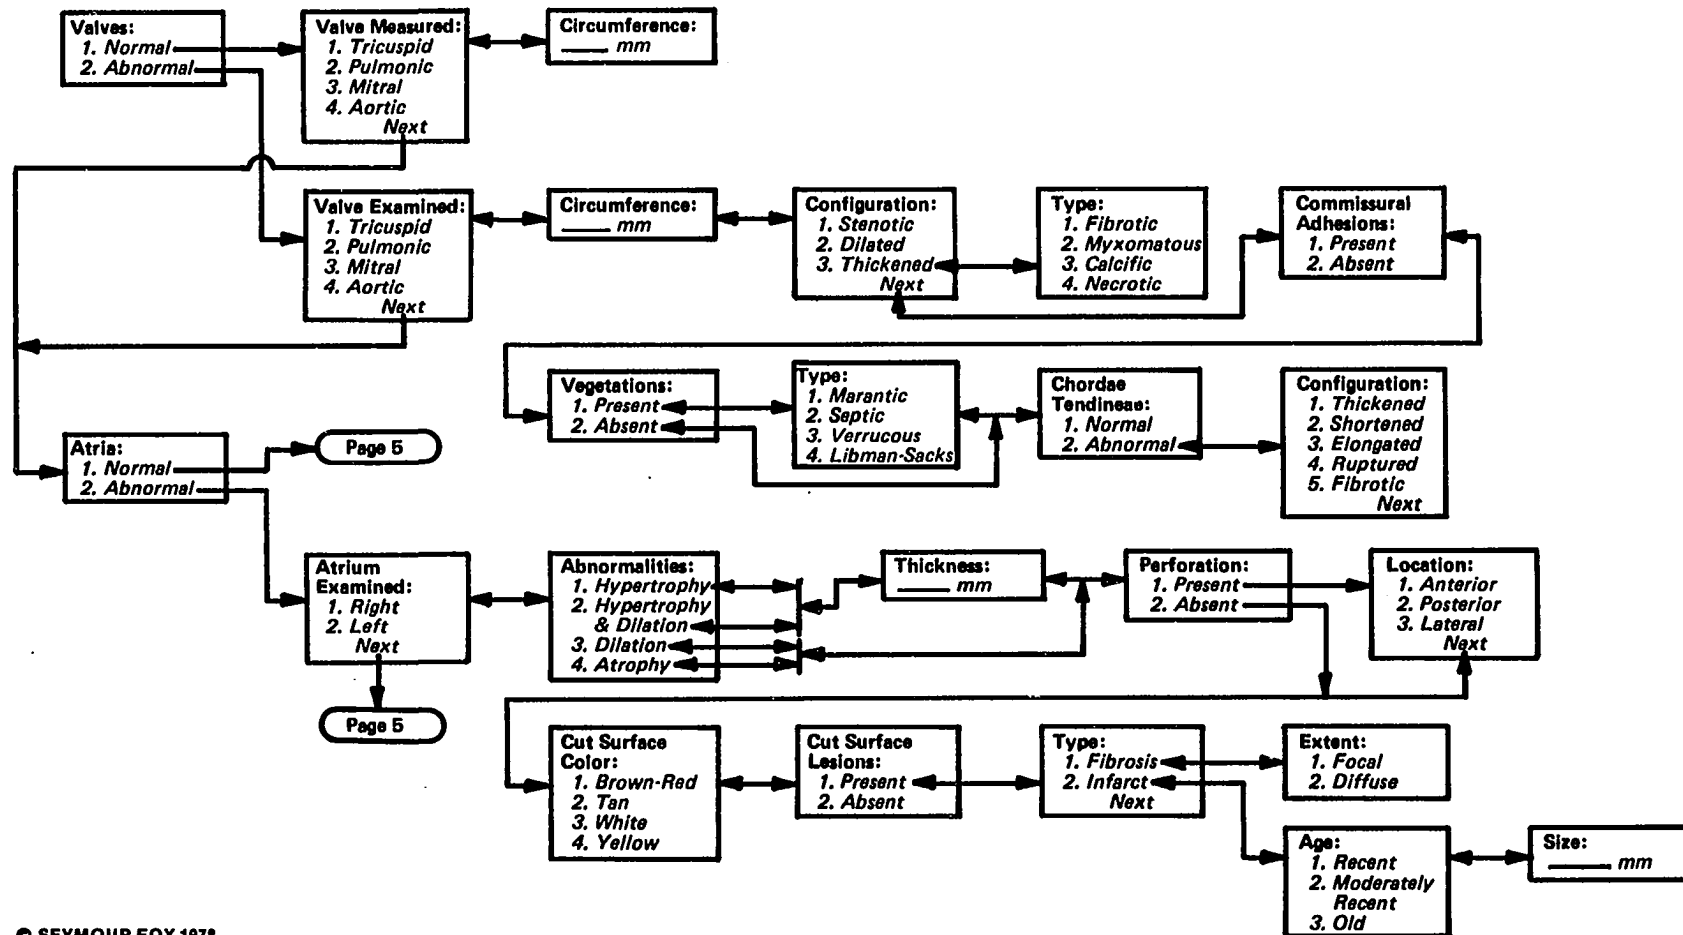 Valves:
1. Normal
2. Abnormal
Valve Measured:
1. Tricuspid
2. Pulmonic
3. Mitral
4. Aortic
Next
Circumference:
____ mm
Valve Examined:
1. Tricuspid
2. Pulmonic
3. Mitral
4. Aortic
Next
Circumference:
____ mm
Configuration:
1. Stenotic
2. Dilated
3. Thickened
Next
Type:
1. Fibrotic
2. Myxomatous
3. Calcific
4. Necrotic
Commissural
Adhesions:
1. Present
2. Absent
Vegetations:
1. Present
2. Absent
Type:
1. Marantic
2. Septic
3. Verrucous
4. Libman-Sacks
Chordae
Tendineae:
1. Normal
2. Abnormal
Configuration:
1. Thickened
2. Shortened
3. Elongated
4. Ruptured
5. Fibrotic
Next
Atria:
1. Normal
2. Abnormal
Page 5
Atrium
Examined:
1. Right
2. Left
Next
Page 5
Abnormalities:
1. Hypertrophy
2. Hypertrophy
& Dilation
3. Dilation
4. Atrophy
Thickness:
____ mm
Perforation:
1. Present
2. Absent
Location:
1. Anterior
2. Posterior
3. Lateral
Next
Cut Surface
Color:
1. Brown-Red
2. Tan
3. White
4. Yellow
Cut Surface
Lesions:
1. Present
2. Absent
Type:
1. Fibrosis
2. Infarct
Next
Extent:
1. Focal
2. Diffuse
Age:
1. Recent
2. Moderately
Recent
3. Old
Size:
____ mm
© SEYMOUR FOX 1978